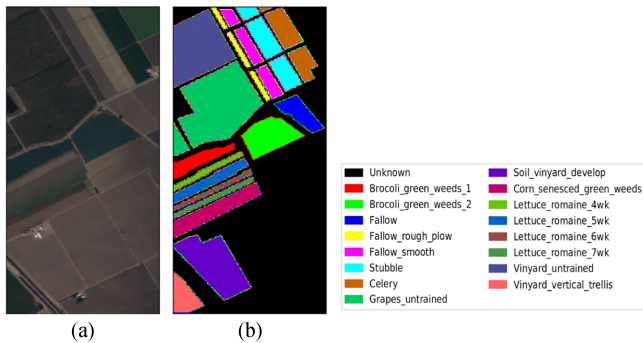 Unknown
Brocoli_green_weeds_1
Brocoli_green_weeds_2
Fallow
Fallow_rough_plow
Fallow_smooth
Stubble
Celery
Grapes_untrained
Soil_vinyard_develop
Corn_senesced_green_weeds
Lettuce_romaine_4wk
Lettuce_romaine_5wk
Lettuce_romaine_6wk
Lettuce_romaine_7wk
Vinyard_untrained
Vinyard_vertical_trellis
(a)
(b)